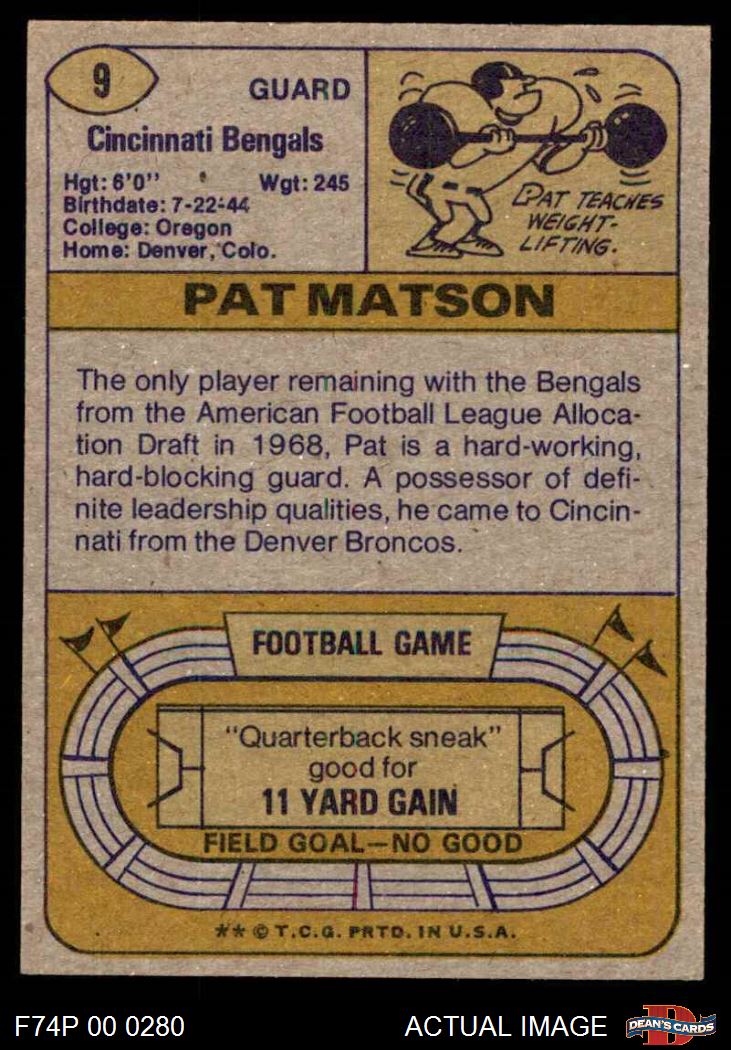 9
GUARD
Cincinnati Bengals
Hgt: 6'0" Wgt: 245
Birthdate: 7-22-44
College: Oregon
Home: Denver, Colo.
PAT TEACHES
WEIGHT-
LIFTING.
PAT MATSON
The only player remaining with the Bengals
from the American Football League Alloca-
tion Draft in 1968, Pat is a hard-working,
hard-blocking guard. A possessor of defi-
nite leadership qualities, he came to Cincin-
nati from the Denver Broncos.
FOOTBALL GAME
"Quarterback sneak"
good for
11 YARD GAIN
FIELD GOAL—NO GOOD
** © T.C.G. PRTD. IN U.S.A.
F74P 00 0280 ACTUAL IMAGE
D
DEAN'S CARDS